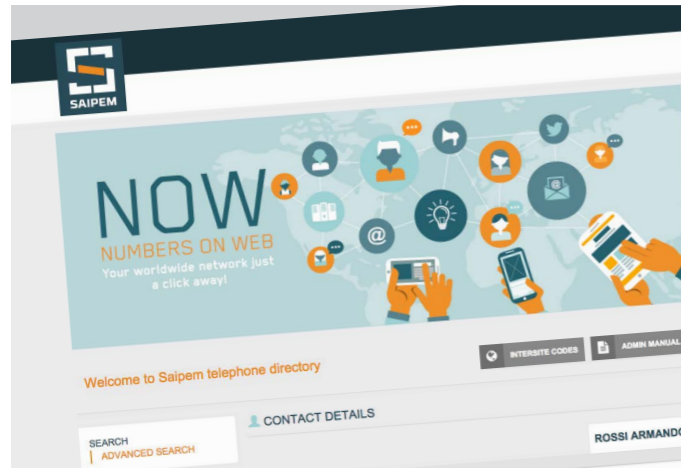 SAIPEM
NOW
NUMBERS ON WEB
Your worldwide network just
a click away!
Welcome to Saipem telephone directory
INTERSITE CODES
ADMIN MANUAL
CONTACT DETAILS
SEARCH
ADVANCED SEARCH
ROSSI ARMANDO
@
@